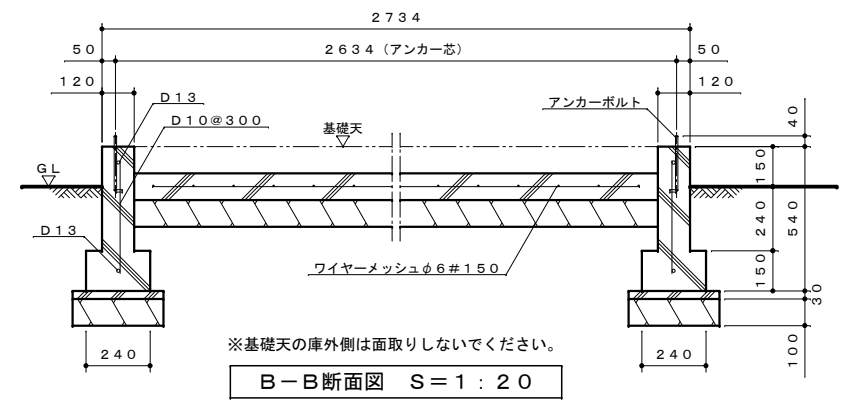 2734
50
2634（アンカー芯）
50
120
120
D13
アンカーボルト
D10@300
基礎天
40
GL
150
150
240
540
D13
ワイヤーメッシュφ6#150
150
30
240
240
100
※基礎天の庫外側は面取りしないでください。
B－B断面図　S＝1：20